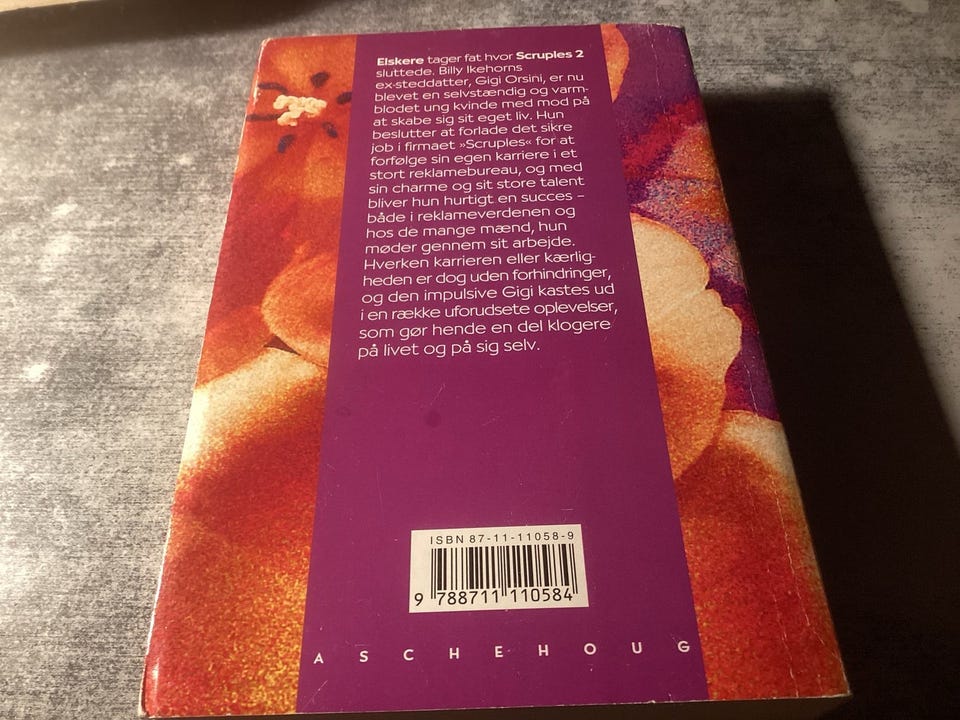 Elskere tager fat hvor Scruples 2
sluttede. Billy Ikehorns
ex-steddatter, Gigi Orsini, er nu
blevet en selvstændig og varm-
blodet ung kvinde med mod på
at skabe sig sit eget liv. Hun
beslutter at forlade det sikre
job i firmaet »Scruples« for at
forfølge sin egen karriere i et
stort reklamebureau, og med
sin charme og sit store talent
bliver hun hurtigt en succes –
både i reklameverdenen og
hos de mange mænd, hun
møder gennem sit arbejde.
Hverken karrieren eller kærlig-
heden er dog uden forhindringer,
og den impulsive Gigi kastes ud
i en række uforudsete oplevelser,
som gør hende en del klogere
på livet og på sig selv.
ISBN 87-11-11058-9
9 788711 110584
ASCHEHOUG